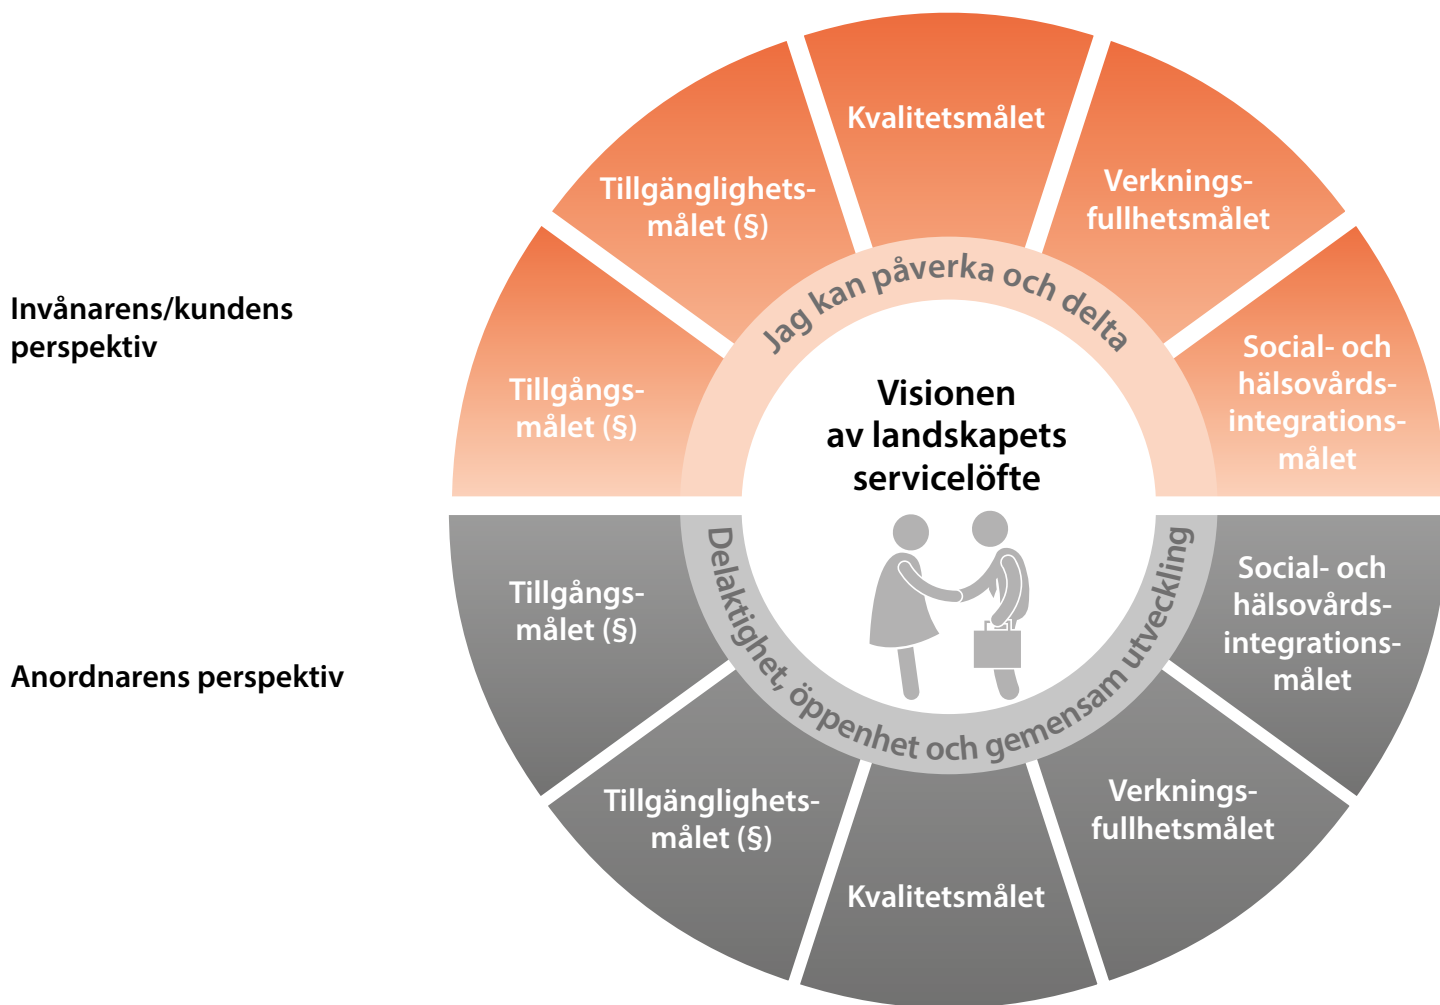 Invånarens/kundens
perspektiv
Tillgångs-
målet (§)
Tillgänglighets-
målet (§)
Kvalitetsmålet
Verknings-
fullhetsmålet
Social- och
hälsovårds-
integrations-
målet
Jag kan påverka och delta
Visionen
av landskapets
servicelöfte
Anordnarens perspektiv
Tillgångs-
målet (§)
Tillgänglighets-
målet (§)
Kvalitetsmålet
Verknings-
fullhetsmålet
Social- och
hälsovårds-
integrations-
målet
Delaktighet, öppenhet och gemensam utveckling